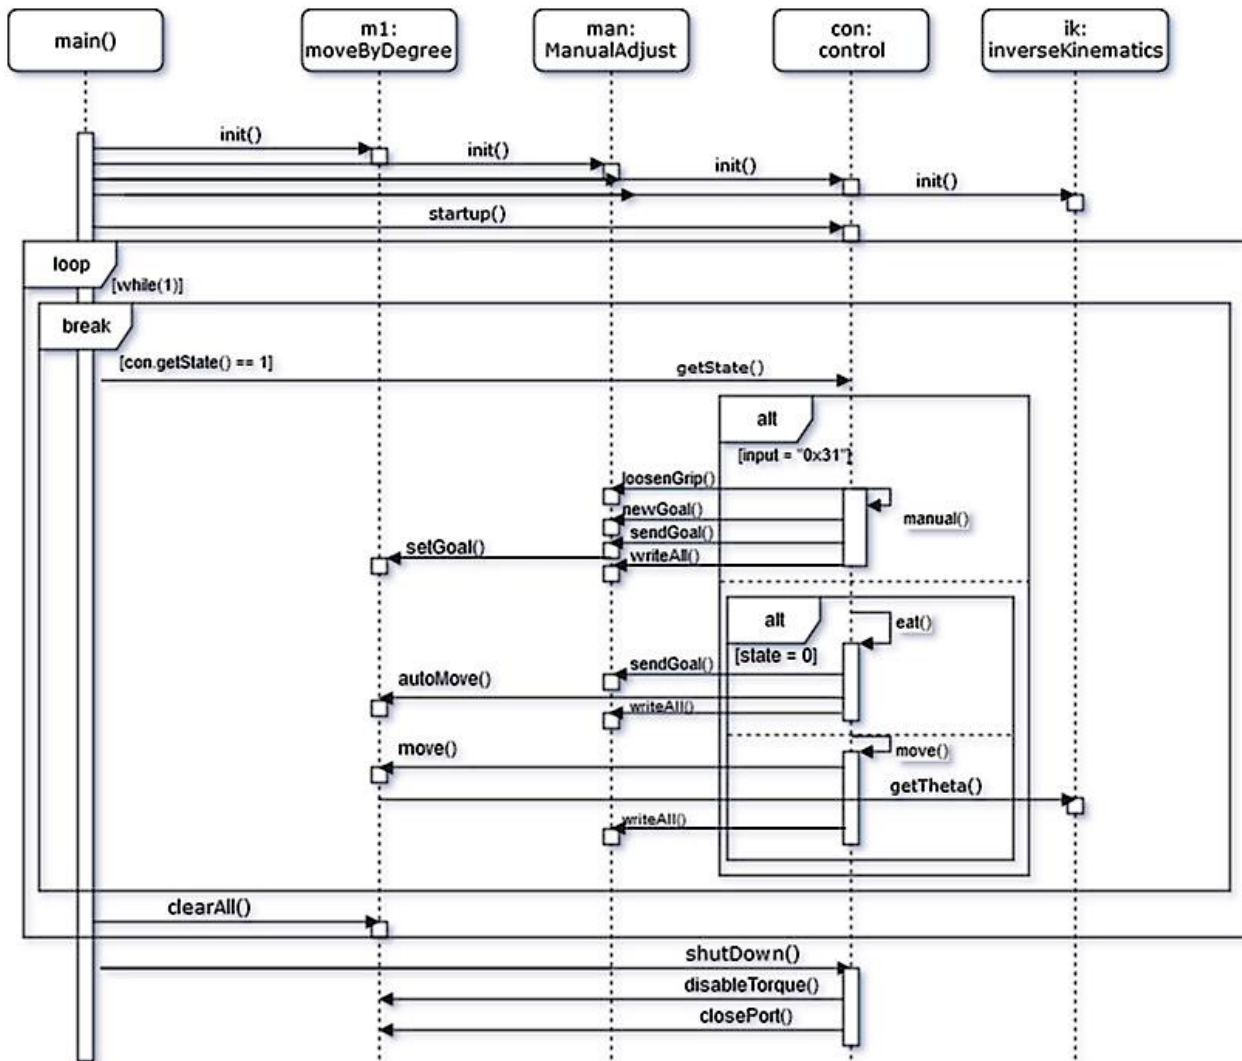 main()
m1:
moveByDegree
man:
ManualAdjust
con:
control
ik:
inverseKinematics
init()
init()
init()
init()
startup()
loop
[while(1)]
break
[con.getState() == 1]
getState()
alt
[input = "0x31"]
loosenGrip()
newGoal()
manual()
sendGoal()
setGoal()
writeAll()
alt
eat()
[state = 0]
sendGoal()
autoMove()
writeAll()
move()
move()
getTheta()
writeAll()
clearAll()
shutDown()
disableTorque()
closePort()